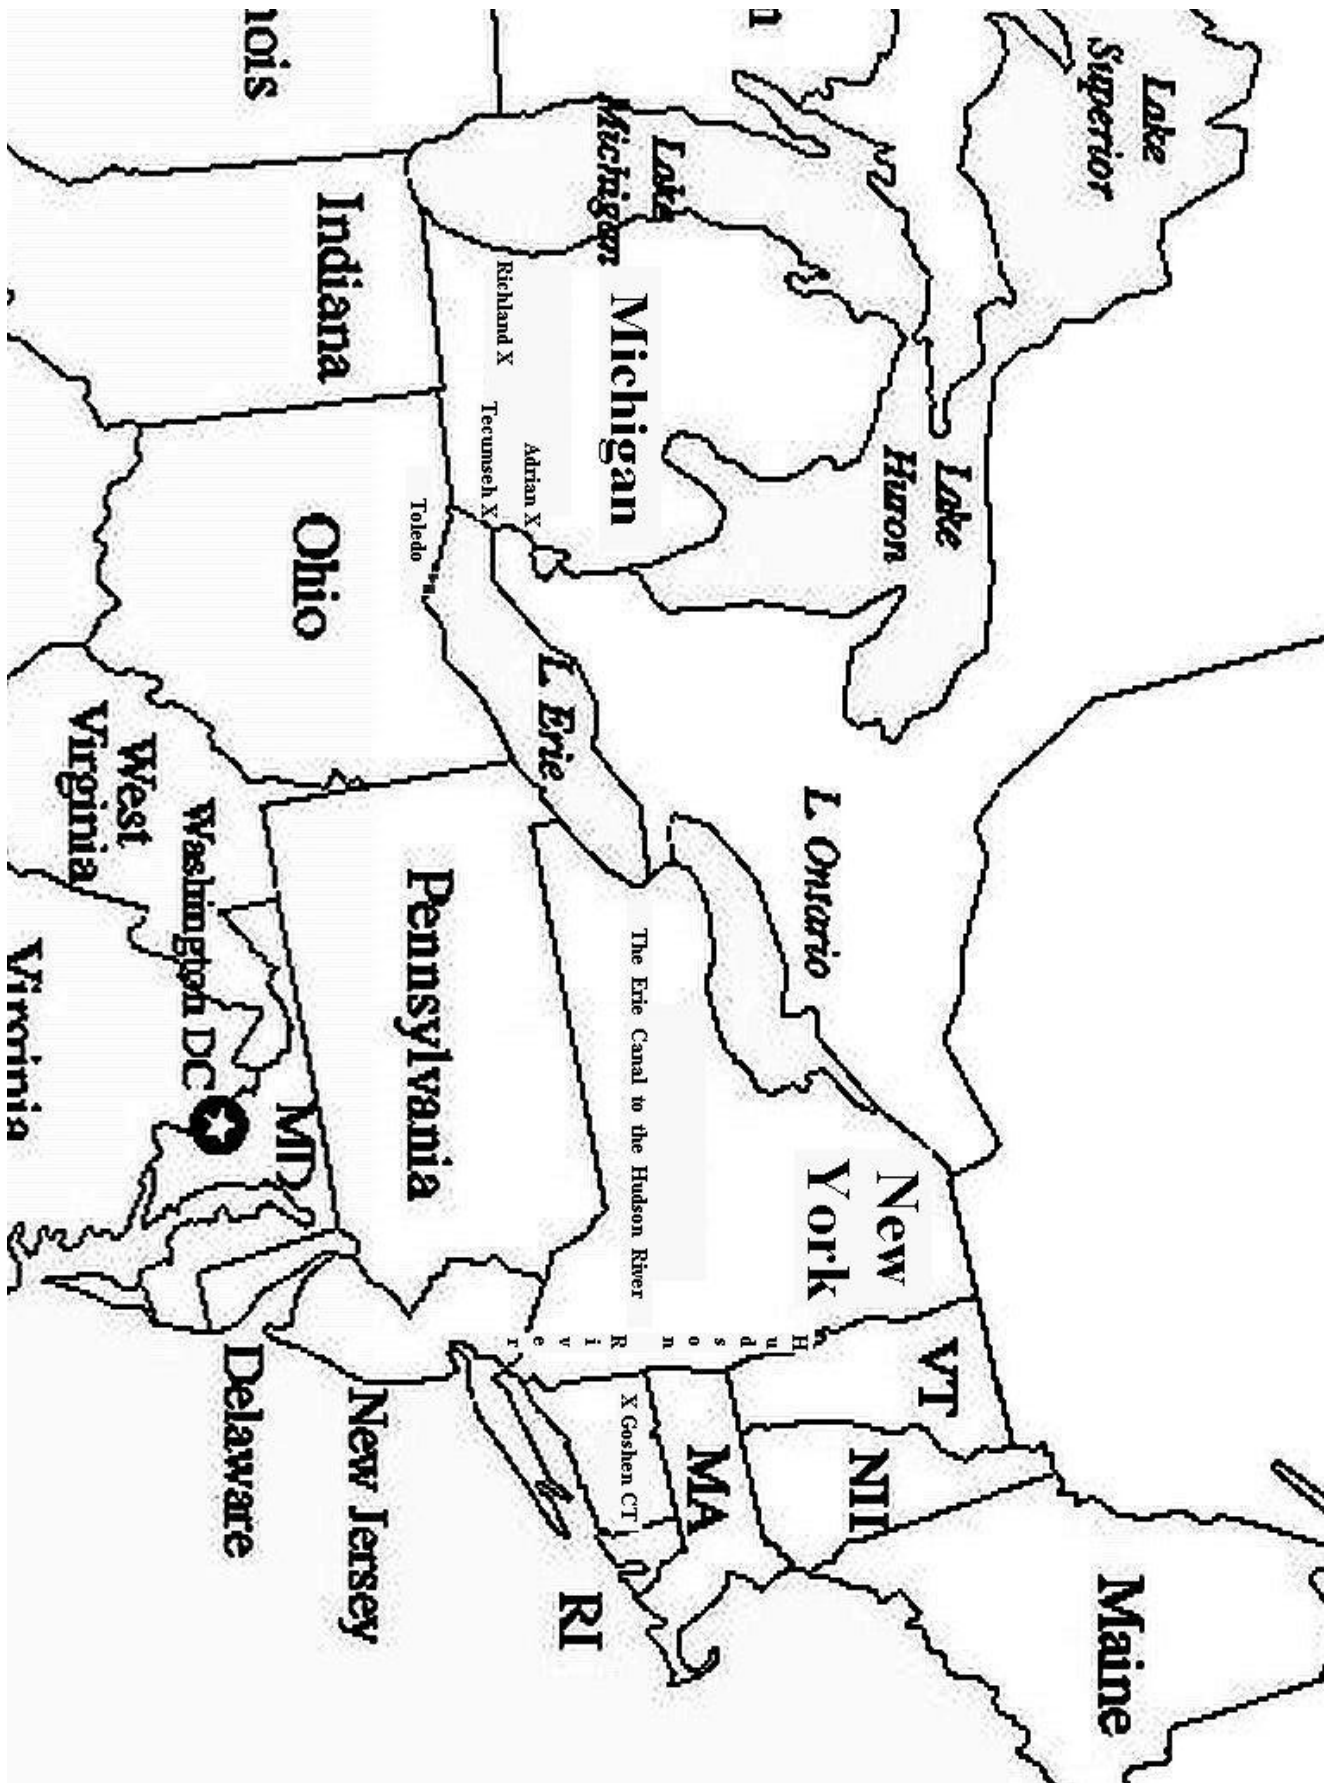 Lake
Superior
Maine
Lake
Huron
L. Onsario
New
York
VT
NH
n
Lake
Michigan
Michigan
Hudson River
MA
The Erie Canal to the Hudson River
X Goshen CT
RI
L. Erie
Adrian X
Richland X
Tecumseh X
Toledo
Pennsylvania
New Jersey
Indiana
Ohio
nois
MD
Delaware
Washington DC
West
Virginia
Virginia